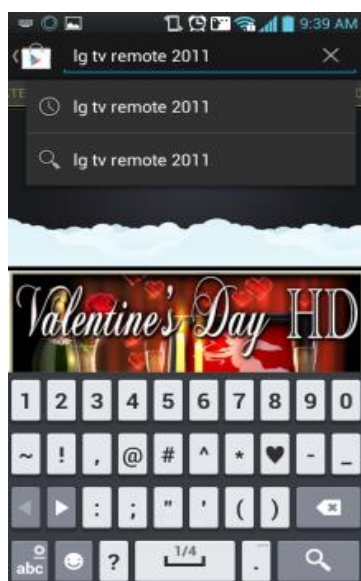 9:39 AM
lg tv remote 2011
lg tv remote 2011
lg tv remote 2011
Valentine's Day HD
1 2 3 4 5 6 7 8 9 0
~ ! , @ # ^ * ♥ - _
: ; " ' ( )
abc ? 1/4 .